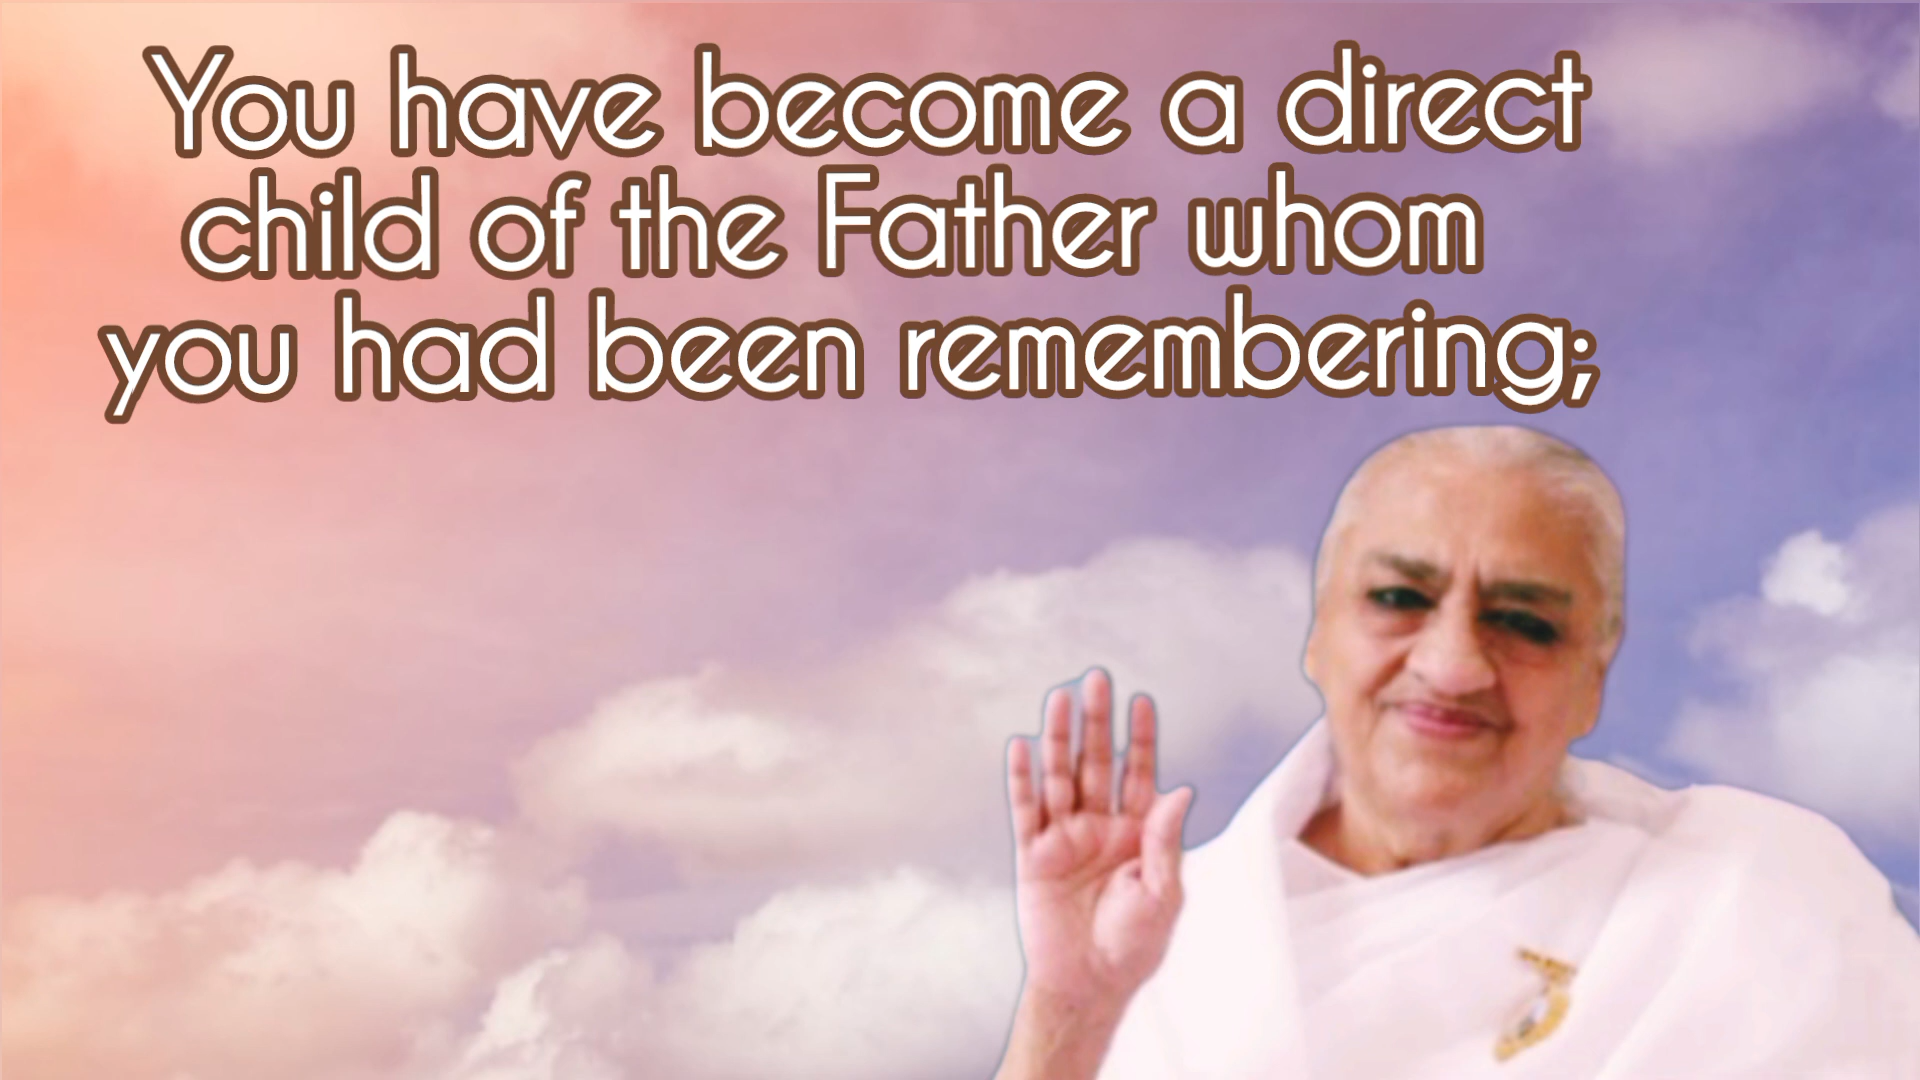 You have become a direct
child of the Father whom
you had been remembering;